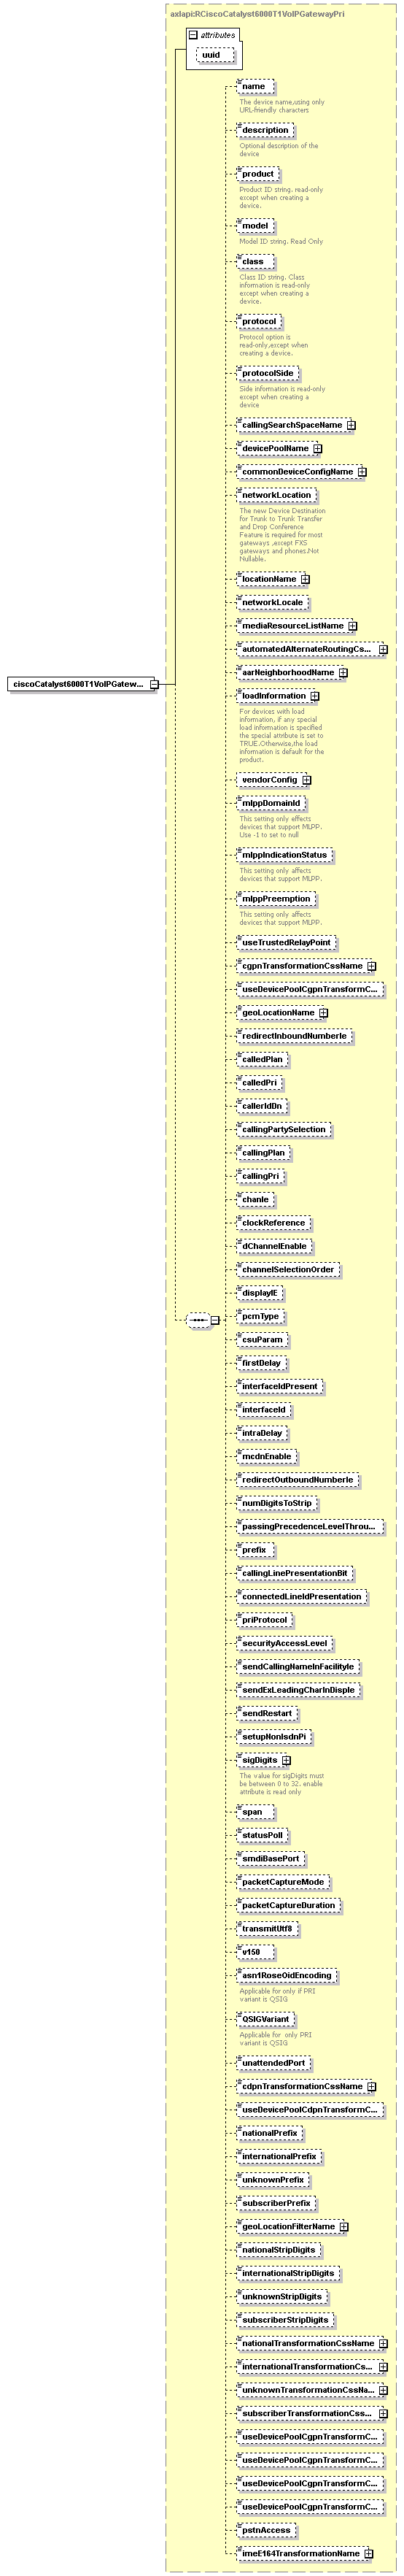 axlapi:RCiscoCatalyst6000T1VoIPGatewayPri
attributes
uuid
name
The device name,using only
URL-friendly characters
description
Optional description of the
device
product
Product ID string. read-only
except when creating a
device.
model
Model ID string. Read Only
class
Class ID string. Class
information is read-only
except when creating a
device.
protocol
Protocol option is
read-only,except when
creating a device.
protocolSide
Side information is read-only
except when creating a
device
callingSearchSpaceName
devicePoolName
commonDeviceConfigName
networkLocation
The new Device Destination
for Trunk to Trunk Transfer
and Drop Conference
Feature is required for most
gateways ,except FXS
gateways and phones.Not
Nullable.
locationName
networkLocale
mediaResourceListName
automatedAlternateRoutingCs...
aarNeighborhoodName
ciscoCatalyst6000T1VoIPGatew...
loadInformation
For devices with load
information, if any special
load information is specified
the special attribute is set to
TRUE.Otherwise,the load
information is default for the
product.
vendorConfig
mlppDomainId
This setting only affects
devices that support MLPP.
Use -1 to set to null
mlppIndicationStatus
This setting only affects
devices that support MLPP.
mlppPreemption
This setting only affects
devices that support MLPP.
useTrustedRelayPoint
cgpnTransformationCssName
useDevicePoolCgpnTransformC...
geoLocationName
redirectInboundNumberIe
calledPlan
calledPri
callerIdDn
callingPartySelection
callingPlan
callingPri
chanIe
clockReference
dChannelEnable
channelSelectionOrder
displayIE
pcmType
csuParam
firstDelay
interfaceIdPresent
interfaceId
intraDelay
mcdnEnable
redirectOutboundNumberIe
numDigitsToStrip
passingPrecedenceLevelThrou...
prefix
callingLinePresentationBit
connectedLineIdPresentation
priProtocol
securityAccessLevel
sendCallingNameInFacilityIe
sendExLeadingCharInDispIe
sendRestart
setupNonIsdnPi
sigDigits
The value for sigDigits must
be between 0 to 32. enable
attribute is read only
span
statusPoll
smdiBasePort
packetCaptureMode
packetCaptureDuration
transmitUtf8
v150
asn1RoseOidEncoding
Applicable for only if PRI
variant is QSIG
QSIGVariant
Applicable for  only PRI
variant is QSIG
unattendedPort
cdpnTransformationCssName
useDevicePoolCdpnTransformC...
nationalPrefix
internationalPrefix
unknownPrefix
subscriberPrefix
geoLocationFilterName
nationalStripDigits
internationalStripDigits
unknownStripDigits
subscriberStripDigits
nationalTransformationCssName
internationalTransformationCs...
unknownTransformationCssNa...
subscriberTransformationCss...
useDevicePoolCgpnTransformC...
useDevicePoolCgpnTransformC...
useDevicePoolCgpnTransformC...
useDevicePoolCgpnTransformC...
pstnAccess
imeE164TransformationName